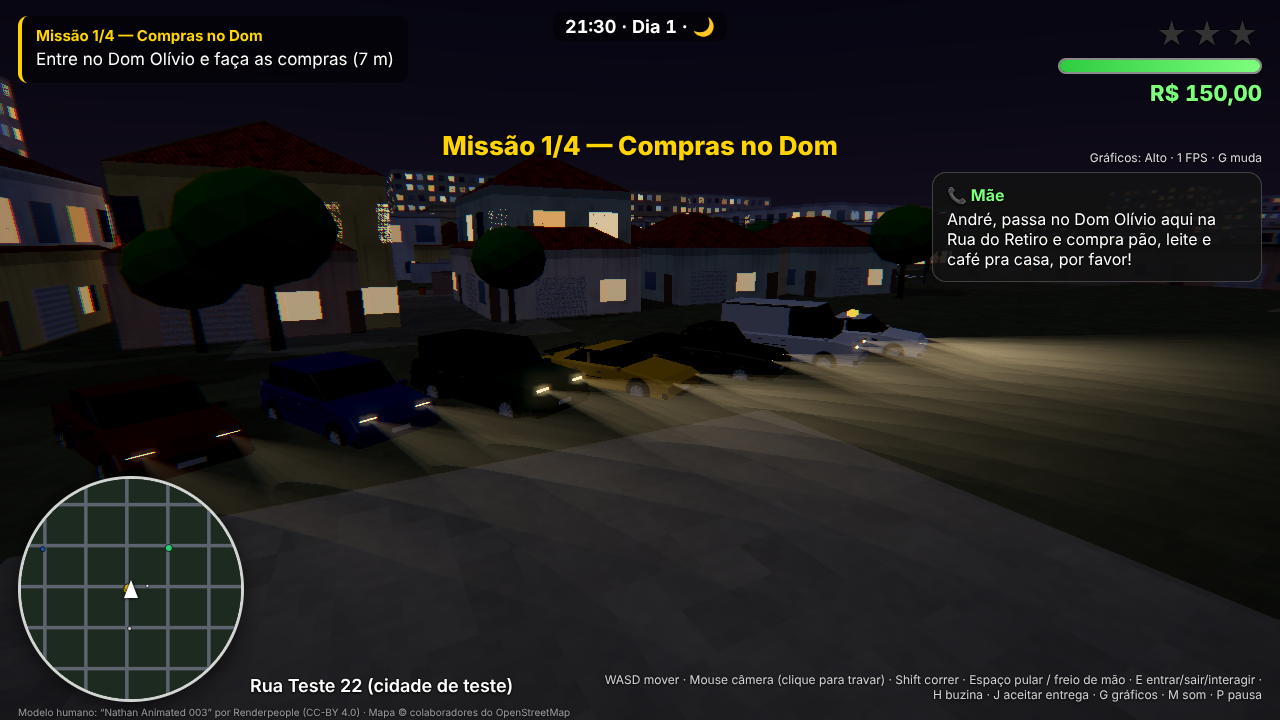 Missão 1/4 — Compras no Dom
Entre no Dom Olívio e faça as compras (7 m)
21:30 · Dia 1 · 🌙
R$ 150,00
Missão 1/4 — Compras no Dom
Gráficos: Alto · 1 FPS · G muda
📞 Mãe
André, passa no Dom Olívio aqui na
Rua do Retiro e compra pão, leite e
café pra casa, por favor!
Rua Teste 22 (cidade de teste)
WASD mover · Mouse câmera (clique para travar) · Shift correr · Espaço pular / freio de mão · E entrar/sair/interagir ·
H buzina · J aceitar entrega · G gráficos · M som · P pausa
Modelo humano: “Nathan Animated 003” por Renderpeople (CC-BY 4.0) · Mapa © colaboradores do OpenStreetMap